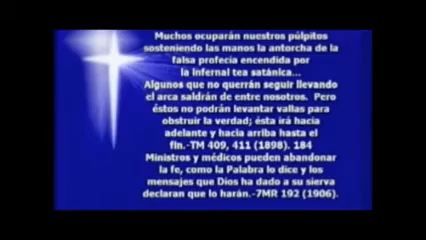 Muchos ocuparán nuestros púlpitos
sosteniendo las manos la antorcha de la
falsa profecía encendida por
la infernal tea satánica...
Algunos que no querrán seguir llevando
el arca saldrán de entre nosotros. Pero
éstos no podrán levantar vallas para
obstruir la verdad; ésta irá hacia
adelante y hacia arriba hasta el
fin.-TM 409, 411 (1898). 184
Ministros y médicos pueden abandonar
la fe, como la Palabra lo dice y los
mensajes que Dios ha dado a su sierva
declaran que lo harán.-7MR 192 (1906).